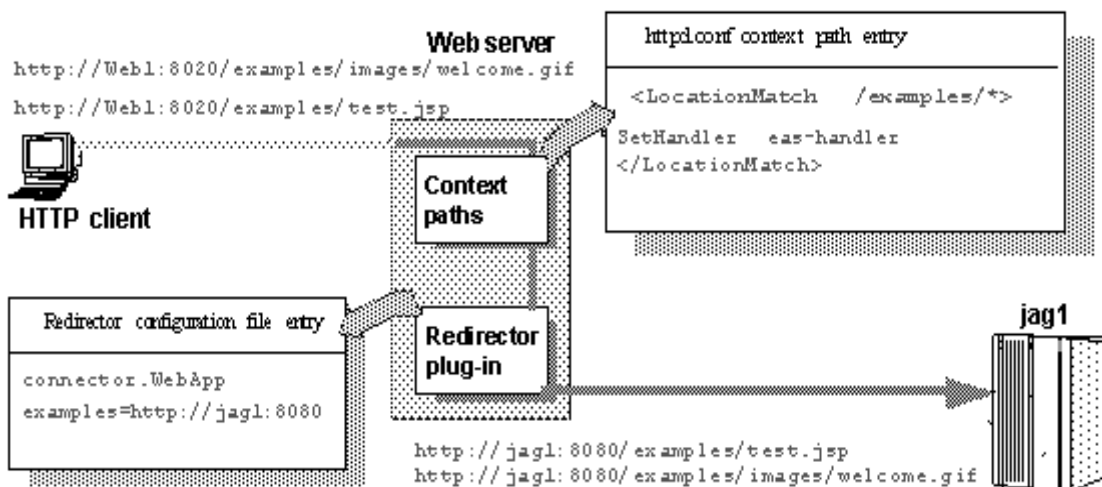 Web server
http://Web1:8020/examples/images/welcome.gif
http://Web1:8020/examples/test.jsp
HTTP client
httpd.conf context path entry
<LocationMatch /examples/*>
SetHandler eas-handler
</LocationMatch>
Context
paths
Redirector configuration file entry
connector.WebApp
examples=http://jag1:8080
Redirector
plug-in
jag1
http://jag1:8080/examples/test.jsp
http://jag1:8080/examples/images/welcome.gif